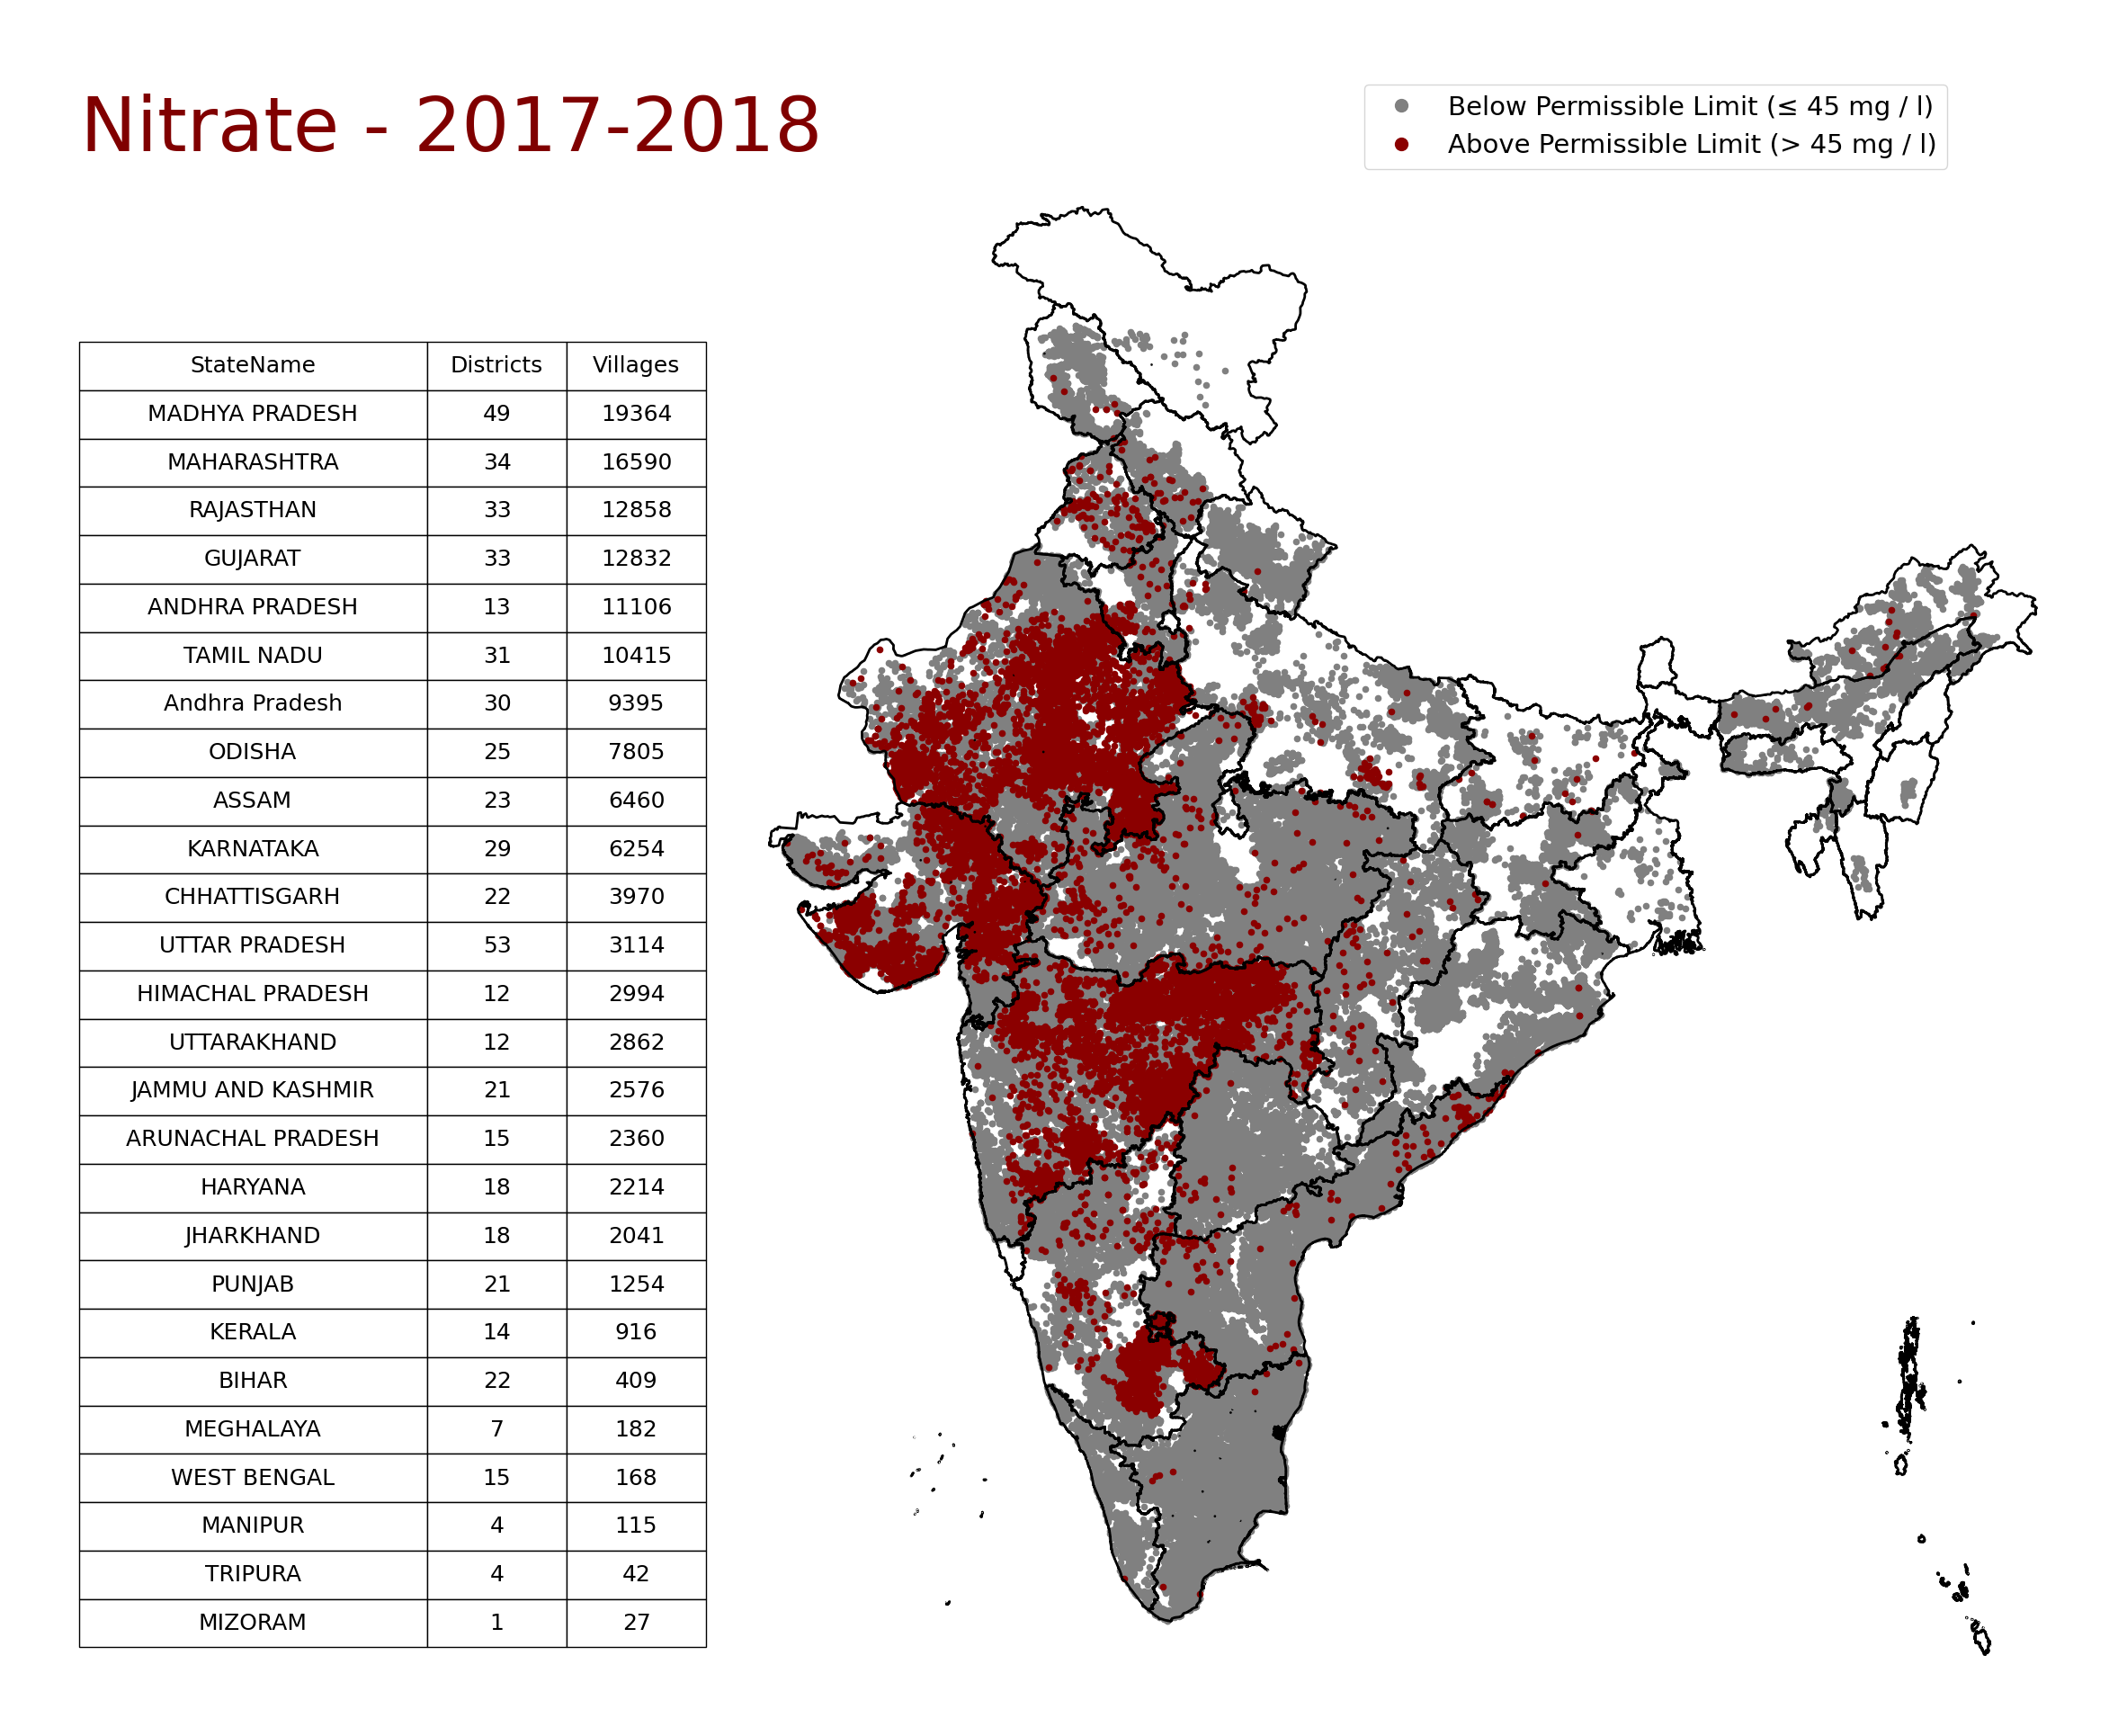 Nitrate - 2017-2018
Below Permissible Limit (≤ 45 mg / l)
Above Permissible Limit (> 45 mg / l)
StateName Districts Villages
MADHYA PRADESH 49 19364
MAHARASHTRA 34 16590
RAJASTHAN 33 12858
GUJARAT 33 12832
ANDHRA PRADESH 13 11106
TAMIL NADU 31 10415
Andhra Pradesh 30 9395
ODISHA 25 7805
ASSAM 23 6460
KARNATAKA 29 6254
CHHATTISGARH 22 3970
UTTAR PRADESH 53 3114
HIMACHAL PRADESH 12 2994
UTTARAKHAND 12 2862
JAMMU AND KASHMIR 21 2576
ARUNACHAL PRADESH 15 2360
HARYANA 18 2214
JHARKHAND 18 2041
PUNJAB 21 1254
KERALA 14 916
BIHAR 22 409
MEGHALAYA 7 182
WEST BENGAL 15 168
MANIPUR 4 115
TRIPURA 4 42
MIZORAM 1 27